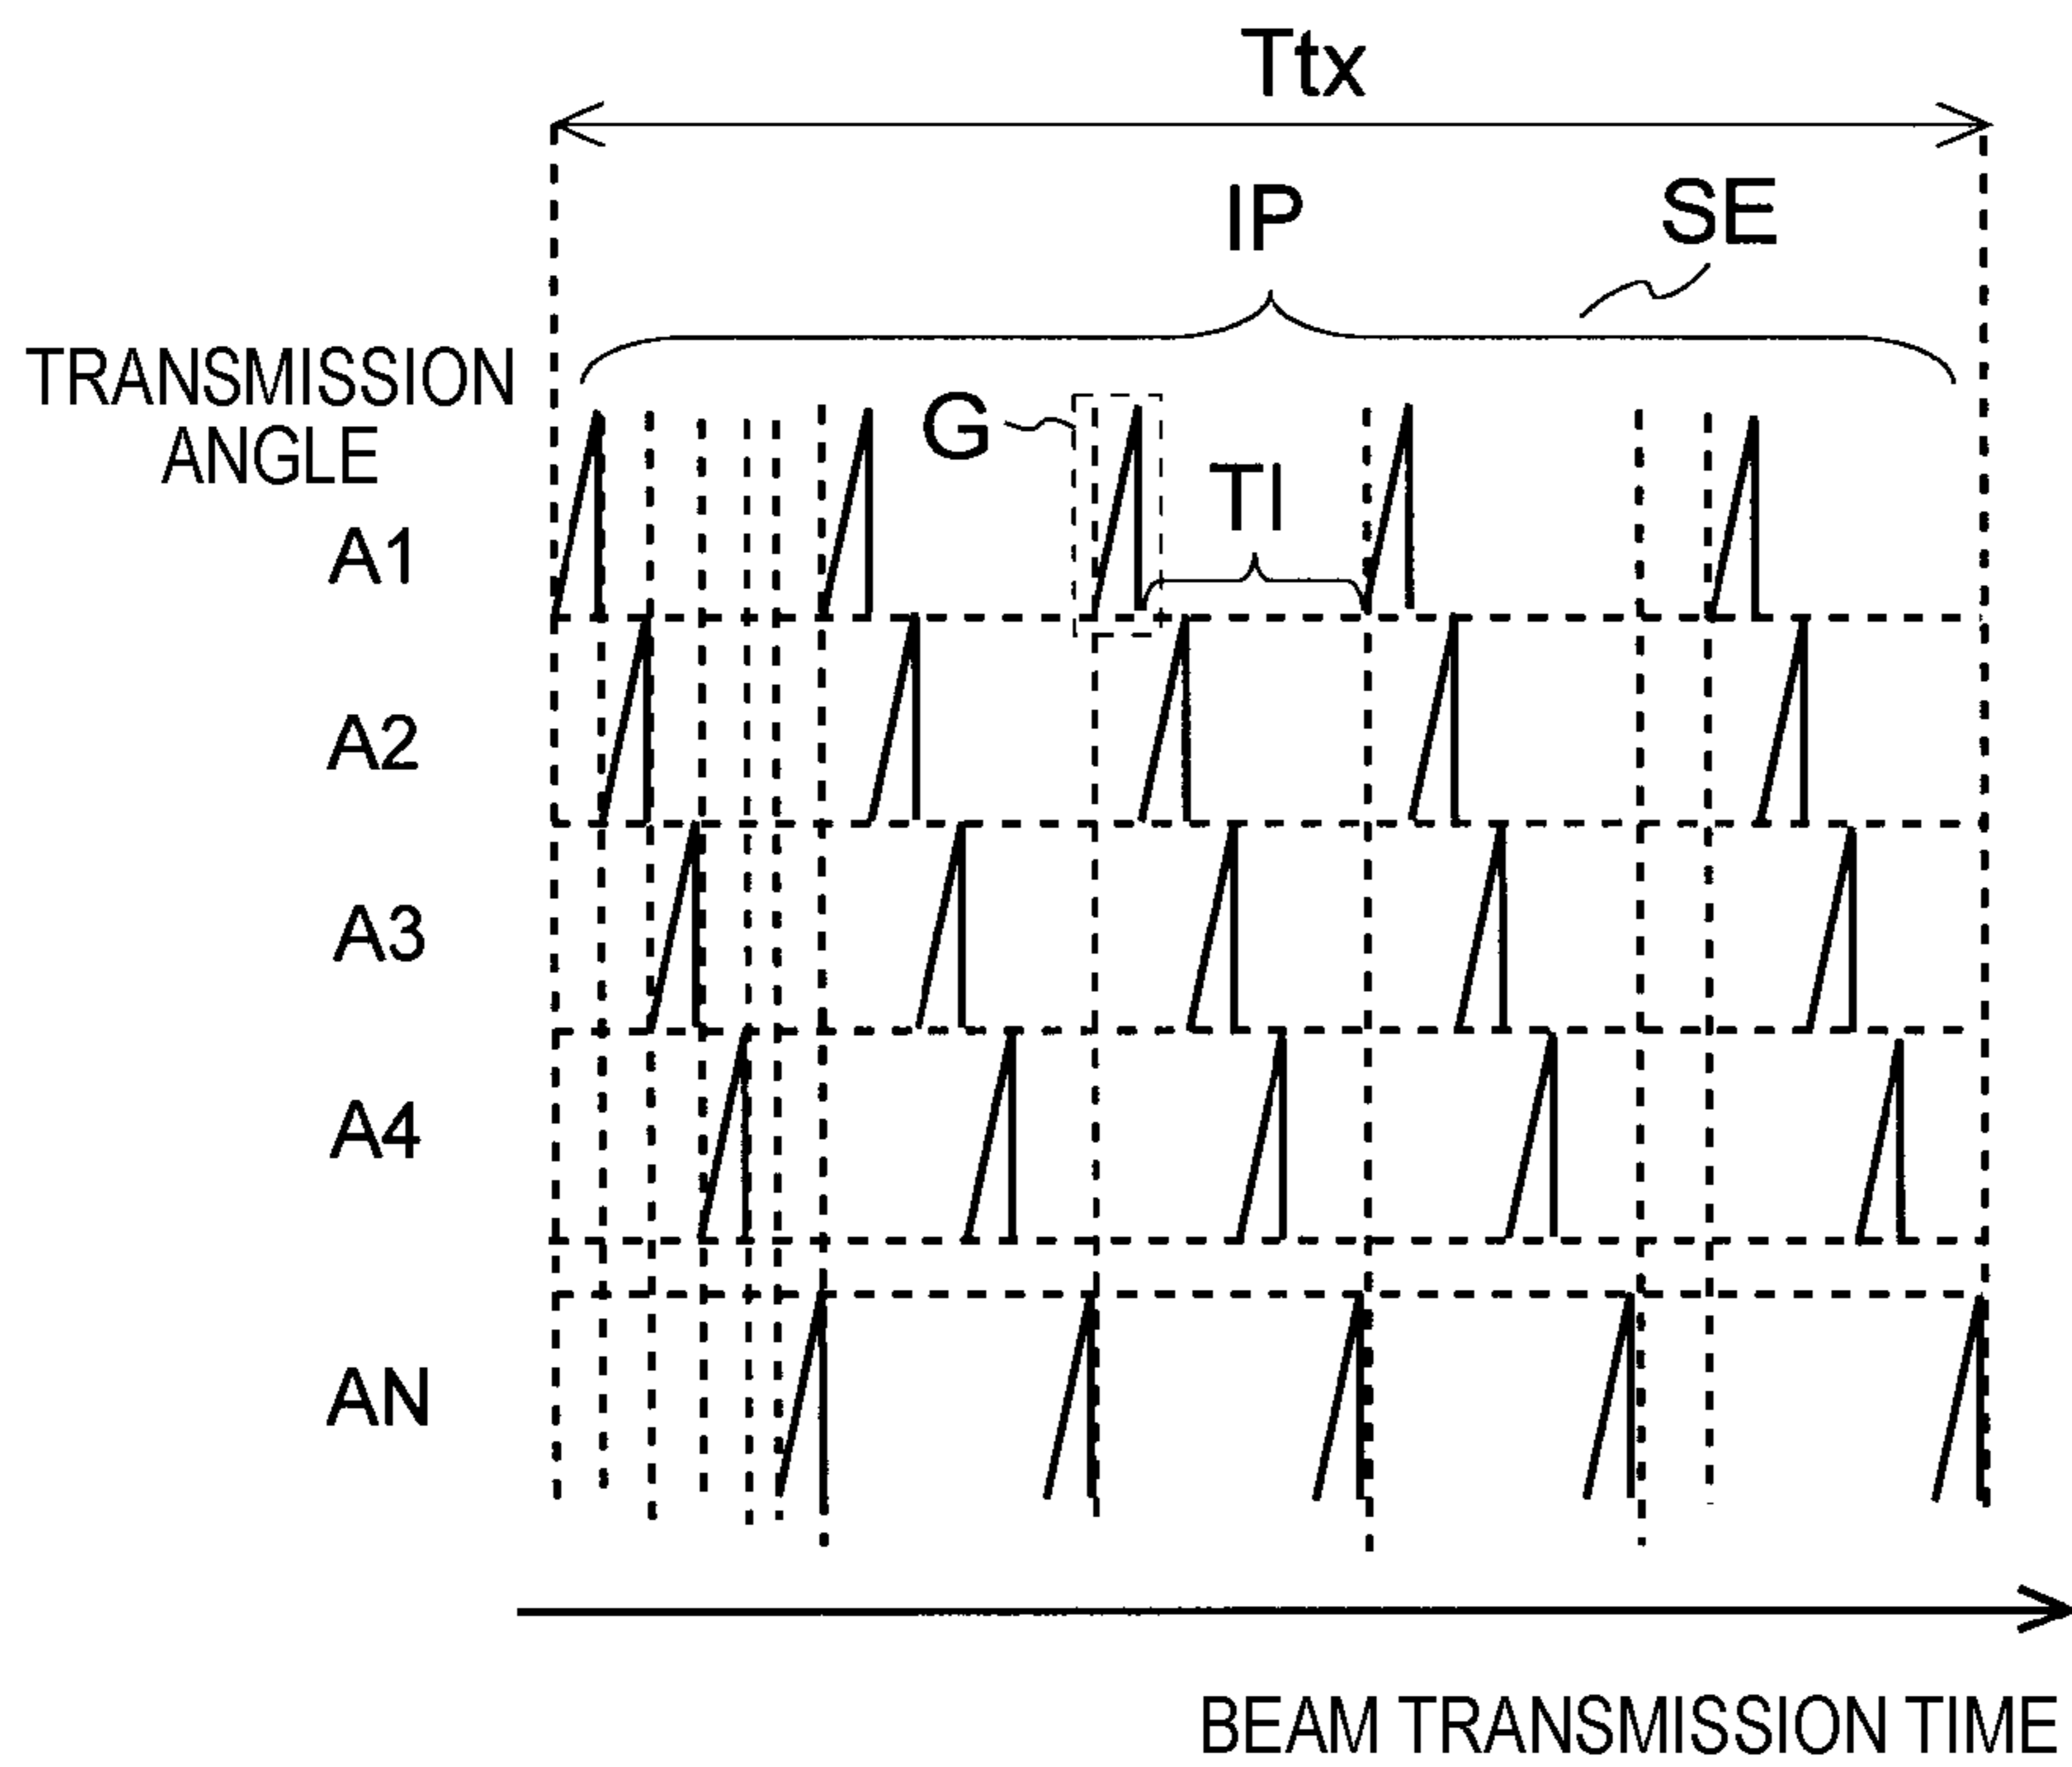 Ttx
IP
SE
TRANSMISSION
ANGLE
G
TI
A1
A2
A3
A4
AN
BEAM TRANSMISSION TIME